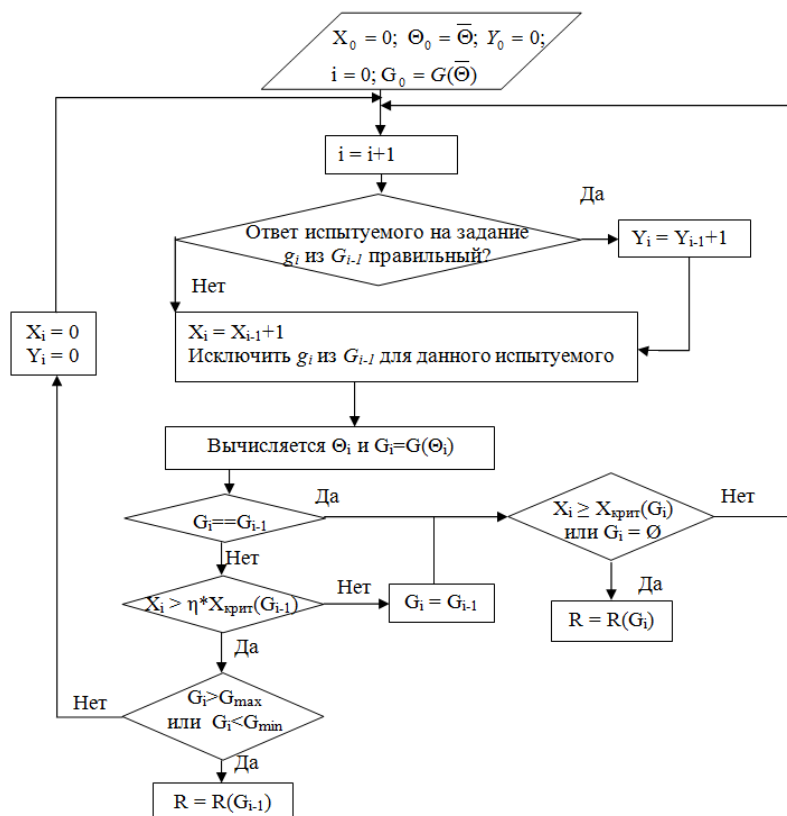 X₀ = 0; Θ₀ = Θ̅; Y₀ = 0;
i = 0; G₀ = G(Θ̅)
i = i+1
Да
Ответ испытуемого на задание
gᵢ из Gᵢ₋₁ правильный?
Yᵢ = Yᵢ₋₁+1
Нет
Xᵢ = 0
Yᵢ = 0
Xᵢ = Xᵢ₋₁+1
Исключить gᵢ из Gᵢ₋₁ для данного испытуемого
Вычисляется Θᵢ и Gᵢ=G(Θᵢ)
Да
Gᵢ==Gᵢ₋₁
Xᵢ ≥ Xкрит(Gᵢ)
или Gᵢ = Ø
Нет
Нет
Xᵢ > η*Xкрит(Gᵢ₋₁)
Нет
Gᵢ = Gᵢ₋₁
Да
R = R(Gᵢ)
Да
Нет
Gᵢ>Gmax
или Gᵢ<Gmin
Да
R = R(Gᵢ₋₁)